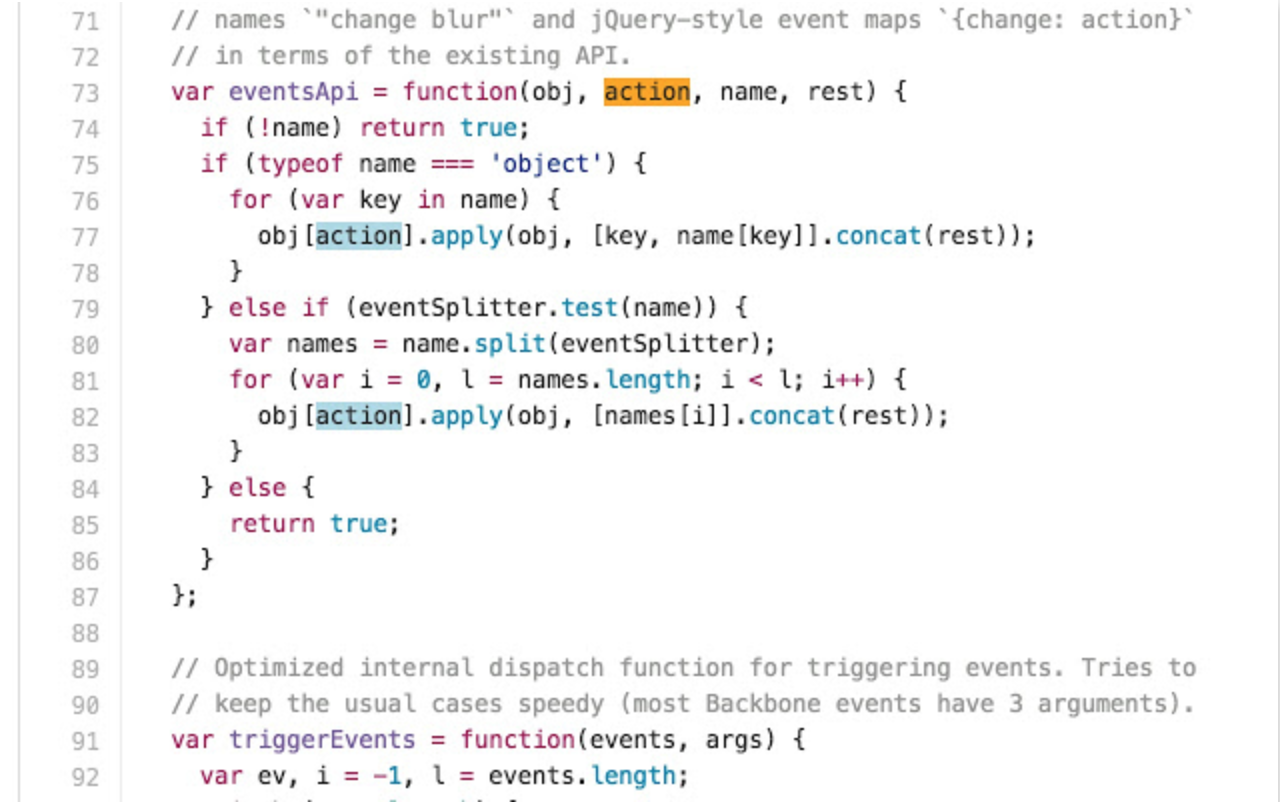 71 // names `"change blur"` and jQuery-style event maps `{change: action}`
72 // in terms of the existing API.
73 var eventsApi = function(obj, action, name, rest) {
74 if (!name) return true;
75 if (typeof name === 'object') {
76 for (var key in name) {
77 obj[action].apply(obj, [key, name[key]].concat(rest));
78 }
79 } else if (eventSplitter.test(name)) {
80 var names = name.split(eventSplitter);
81 for (var i = 0, l = names.length; i < l; i++) {
82 obj[action].apply(obj, [names[i]].concat(rest));
83 }
84 } else {
85 return true;
86 }
87 };
88
89 // Optimized internal dispatch function for triggering events. Tries to
90 // keep the usual cases speedy (most Backbone events have 3 arguments).
91 var triggerEvents = function(events, args) {
92 var ev, i = -1, l = events.length;